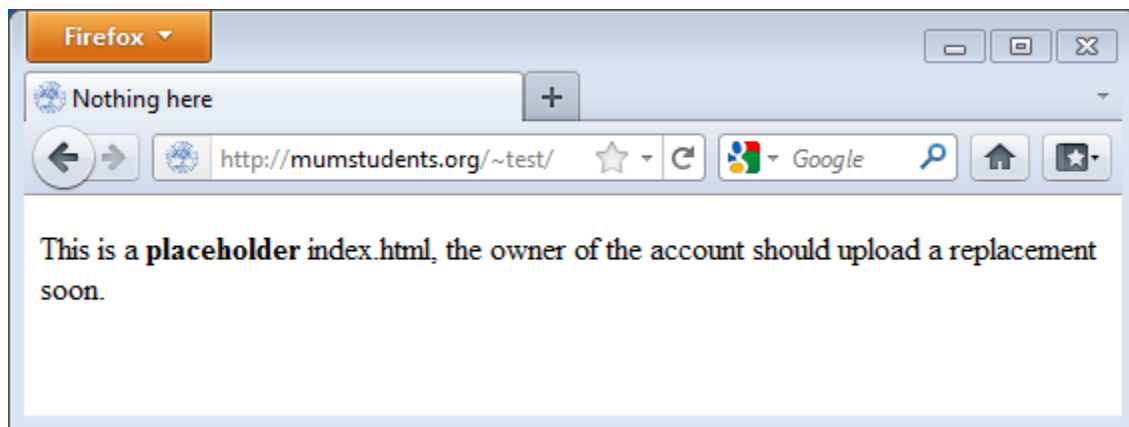 Firefox
Nothing here
http://mumstudents.org/~test/ Google
This is a placeholder index.html, the owner of the account should upload a replacement
soon.